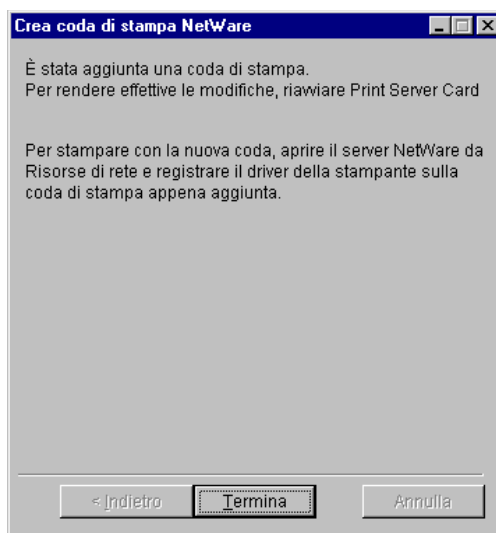 Crea coda di stampa NetWare
È stata aggiunta una coda di stampa.
Per rendere effettive le modifiche, riavviare Print Server Card
Per stampare con la nuova coda, aprire il server NetWare da
Risorse di rete e registrare il driver della stampante sulla
coda di stampa appena aggiunta.
< Indietro
Termina
Annulla